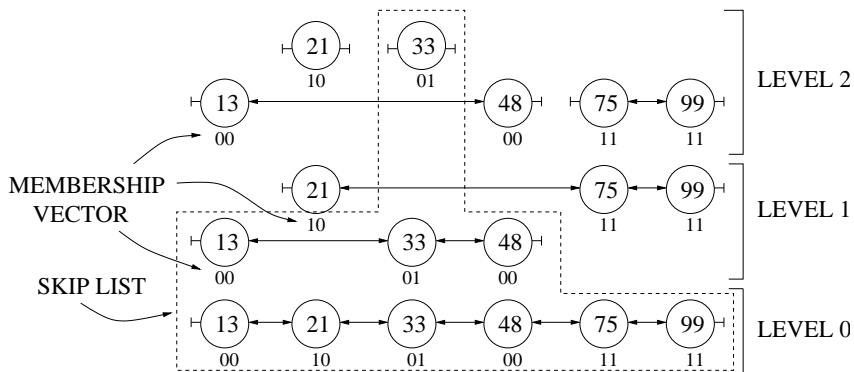 21 33
10 01
LEVEL 2
13 48 75 99
00 00 11 11
MEMBERSHIP
VECTOR
21 75 99
10 11 11
LEVEL 1
13 33 48
00 01 00
SKIP LIST
13 21 33 48 75 99
00 10 01 00 11 11
LEVEL 0